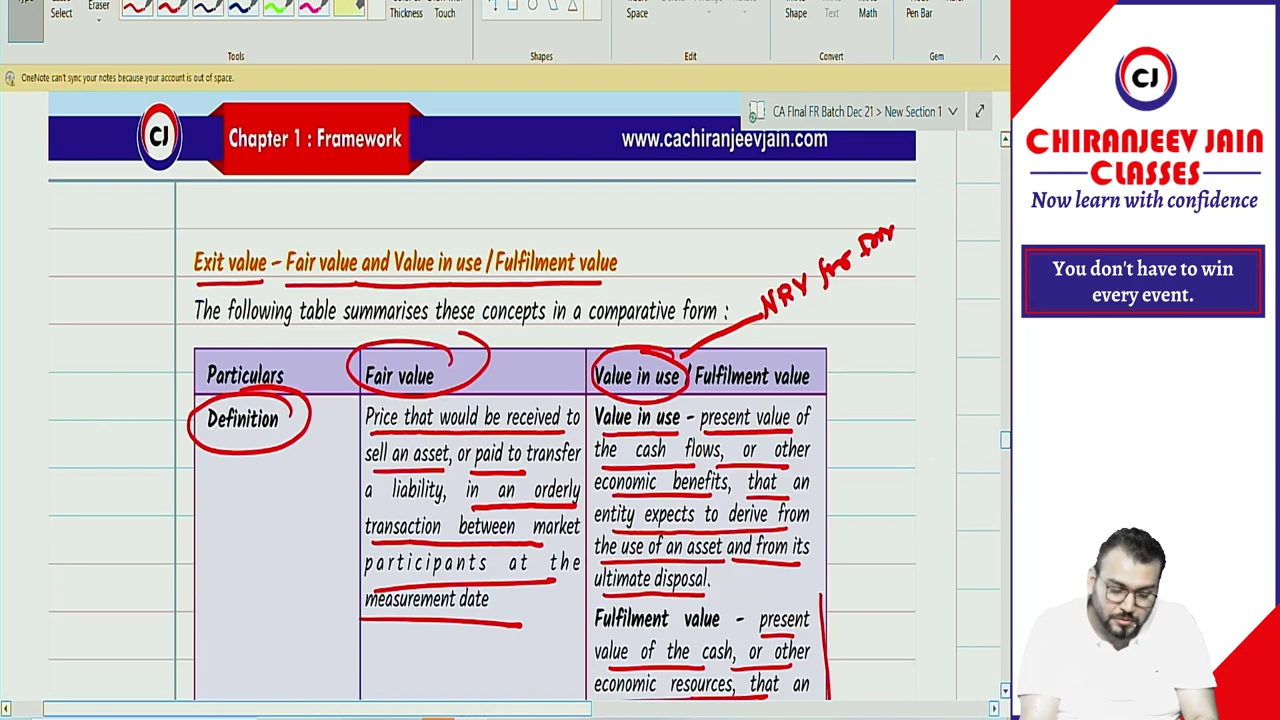 Type
Select
Eraser
Thickness
Touch
Space
Shape
Text
Math
Pen Bar
Tools
Shapes
Edit
Convert
Gem
OneNote can't sync your notes because your account is out of space.
CA FInal FR Batch Dec 21 > New Section 1
CJ
Chapter 1 : Framework
www.cachiranjeevjain.com
Exit value – Fair value and Value in use / Fulfilment value
NRV for
The following table summarises these concepts in a comparative form :
Particulars
Fair value
Value in use / Fulfilment value
Definition
Price that would be received to
sell an asset, or paid to transfer
a liability, in an orderly
transaction between market
participants at the
measurement date
Value in use – present value of
the cash flows, or other
economic benefits, that an
entity expects to derive from
the use of an asset and from its
ultimate disposal.
Fulfilment value – present
value of the cash, or other
economic resources, that an
CJ
CHIRANJEEV JAIN
CLASSES
Now learn with confidence
You don't have to win
every event.